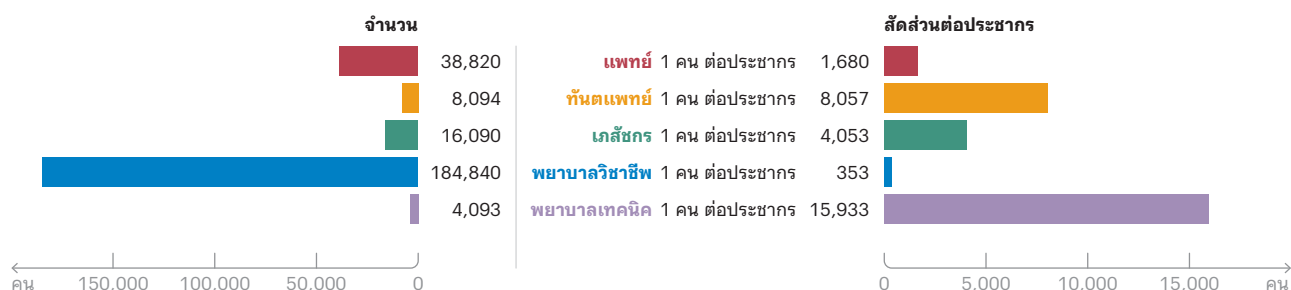 จำนวน สัดส่วนต่อประชากร
38,820 แพทย์ 1 คน ต่อประชากร 1,680
8,094 ทันตแพทย์ 1 คน ต่อประชากร 8,057
16,090 เภสัชกร 1 คน ต่อประชากร 4,053
184,840 พยาบาลวิชาชีพ 1 คน ต่อประชากร 353
4,093 พยาบาลเทคนิค 1 คน ต่อประชากร 15,933
คน 150,000 100,000 50,000 0 0 5,000 10,000 15,000 คน